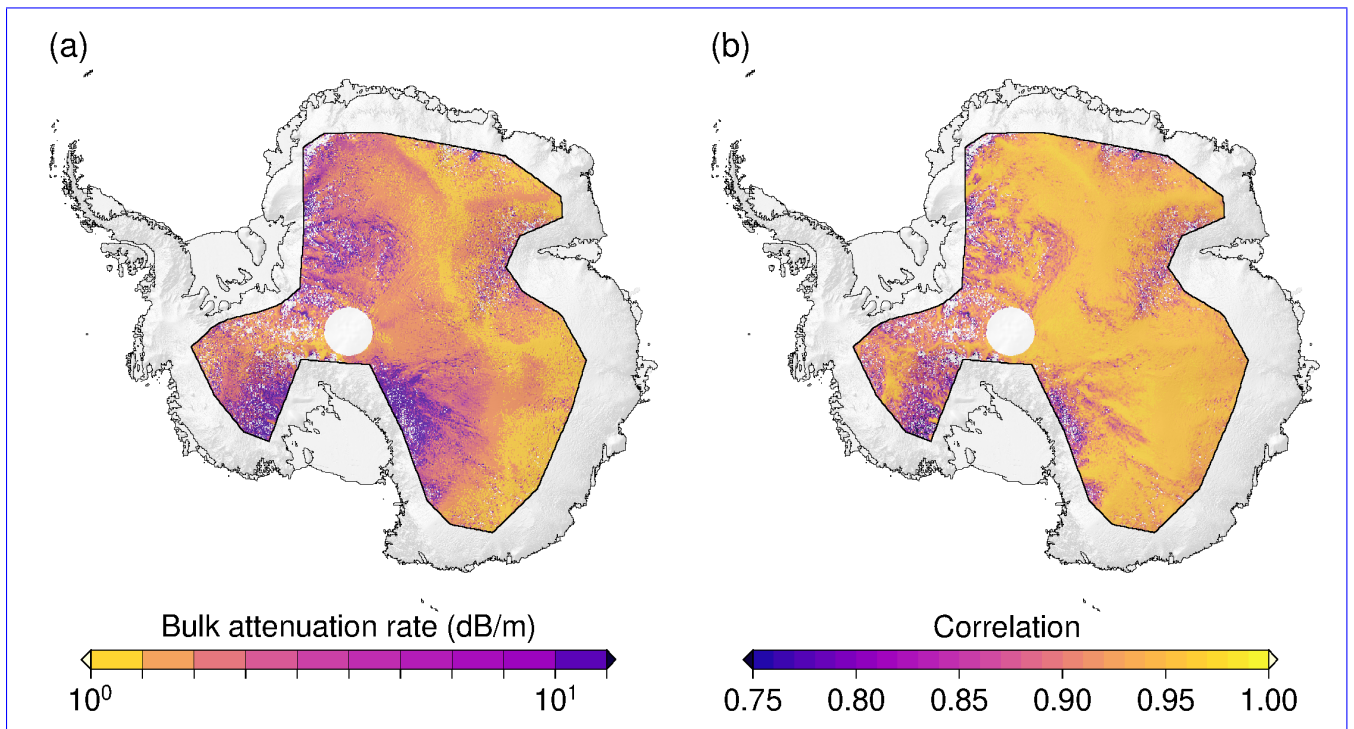 (a) (b)
Bulk attenuation rate (dB/m) Correlation
10⁰ 10¹ 0.75 0.80 0.85 0.90 0.95 1.00